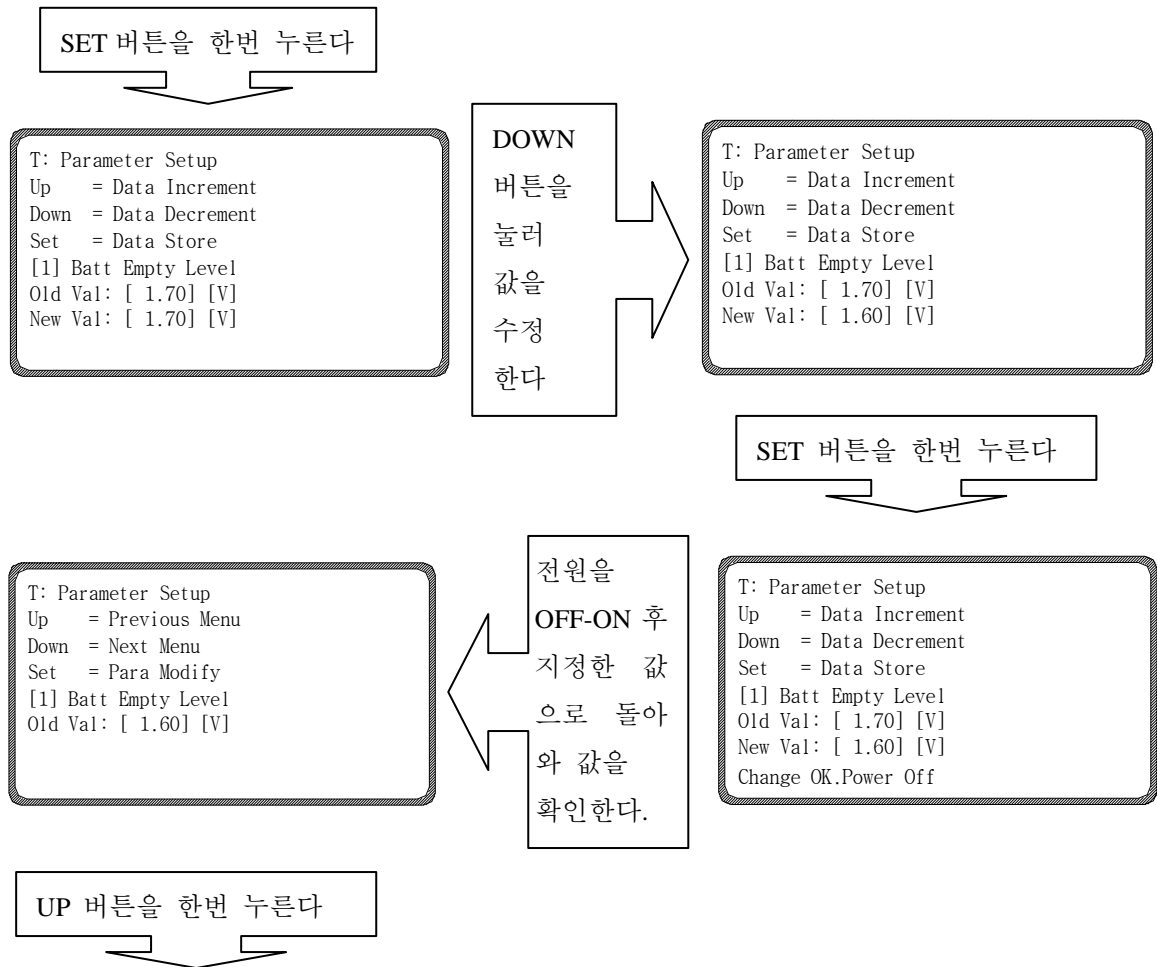 SET 버튼을 한번 누른다
T: Parameter Setup
Up = Data Increment
Down = Data Decrement
Set = Data Store
[1] Batt Empty Level
Old Val: [ 1.70] [V]
New Val: [ 1.70] [V]
DOWN
버튼을
눌러
값을
수정
한다
T: Parameter Setup
Up = Data Increment
Down = Data Decrement
Set = Data Store
[1] Batt Empty Level
Old Val: [ 1.70] [V]
New Val: [ 1.60] [V]
SET 버튼을 한번 누른다
T: Parameter Setup
Up = Data Increment
Down = Data Decrement
Set = Data Store
[1] Batt Empty Level
Old Val: [ 1.70] [V]
New Val: [ 1.60] [V]
Change OK.Power Off
전원을
OFF-ON 후
지정한 값
으로 돌아
와 값을
확인한다.
T: Parameter Setup
Up = Previous Menu
Down = Next Menu
Set = Para Modify
[1] Batt Empty Level
Old Val: [ 1.60] [V]
UP 버튼을 한번 누른다